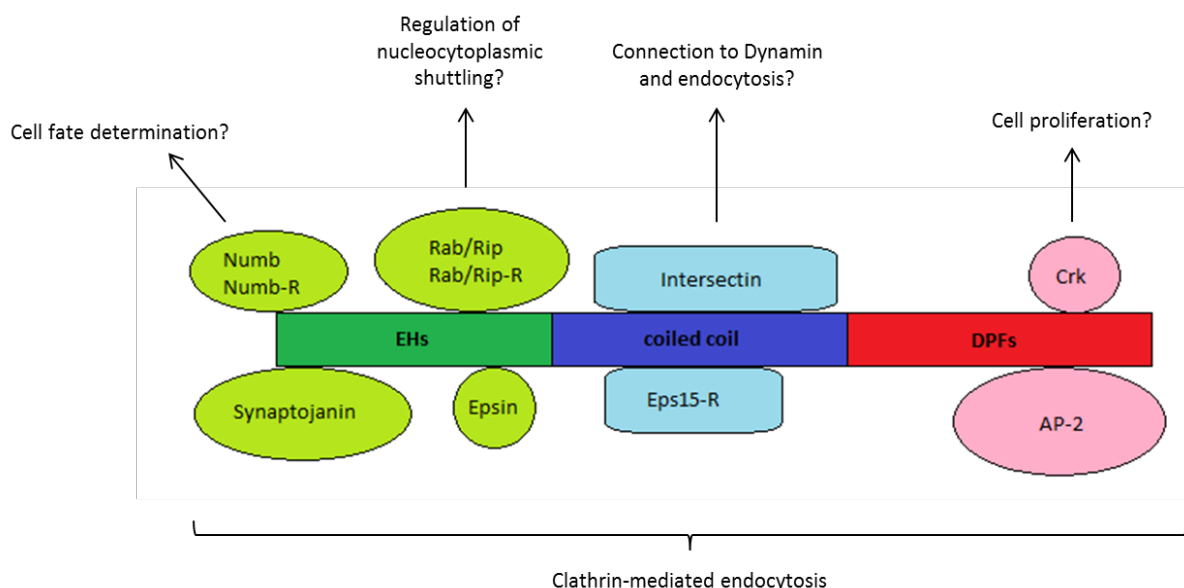 Regulation of
nucleocytoplasmic
shuttling?
Connection to Dynamin
and endocytosis?
Cell fate determination?
Cell proliferation?
Numb
Numb-R
Rab/Rip
Rab/Rip-R
Intersectin
Crk
EHs
coiled coil
DPFs
Synaptojanin
Epsin
Eps15-R
AP-2
Clathrin-mediated endocytosis